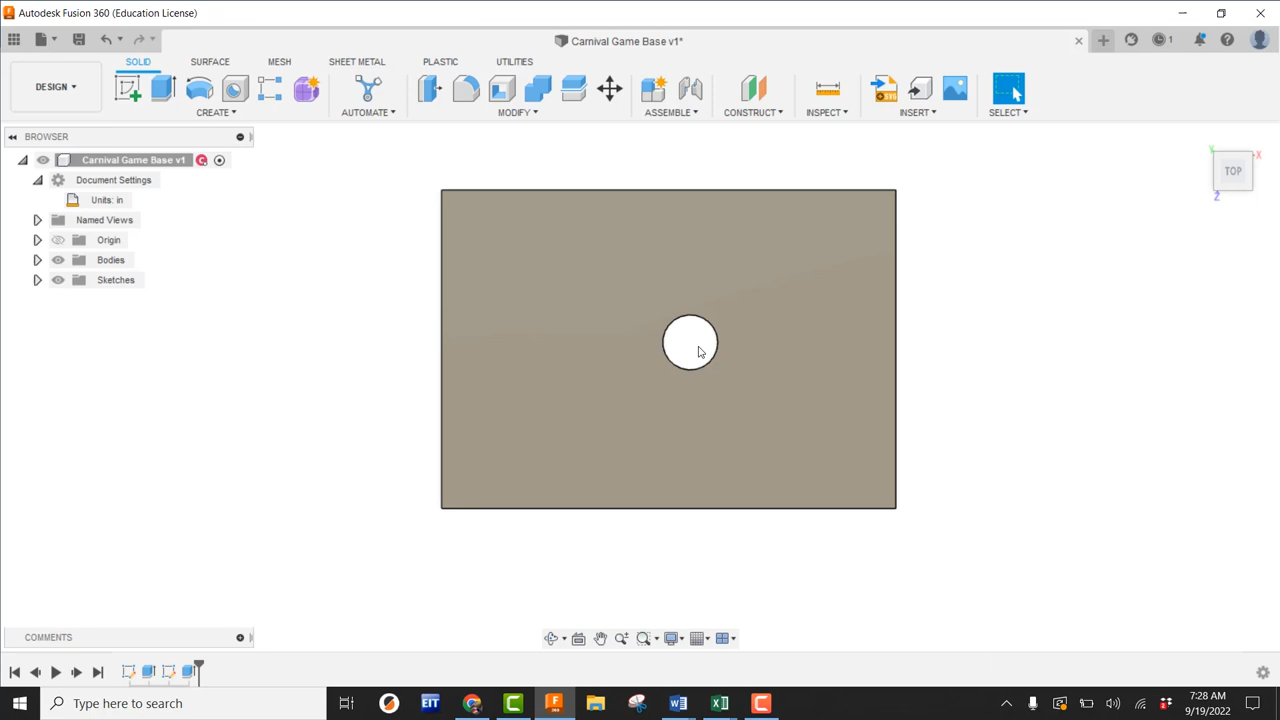 Autodesk Fusion 360 (Education License)
Carnival Game Base v1*
1
SOLID SURFACE MESH SHEET METAL PLASTIC UTILITIES
DESIGN
CREATE AUTOMATE MODIFY ASSEMBLE CONSTRUCT INSPECT INSERT SELECT
BROWSER
Carnival Game Base v1
Document Settings
Units: in
Named Views
Origin
Bodies
Sketches
Y X
TOP
Z
COMMENTS
Type here to search
EIT
7:28 AM
9/19/2022